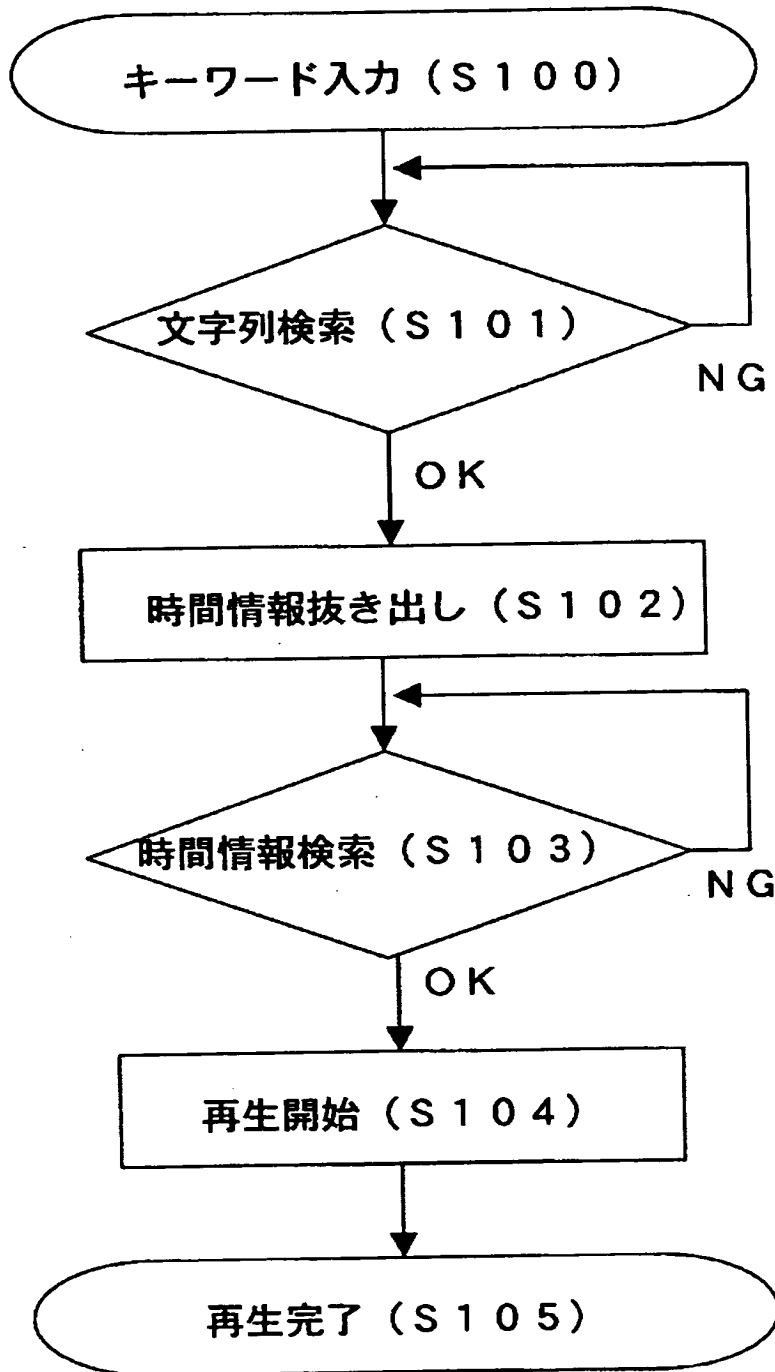 キーワード入力（S100）
文字列検索（S101）
NG
OK
時間情報抜き出し（S102）
時間情報検索（S103）
NG
OK
再生開始（S104）
再生完了（S105）